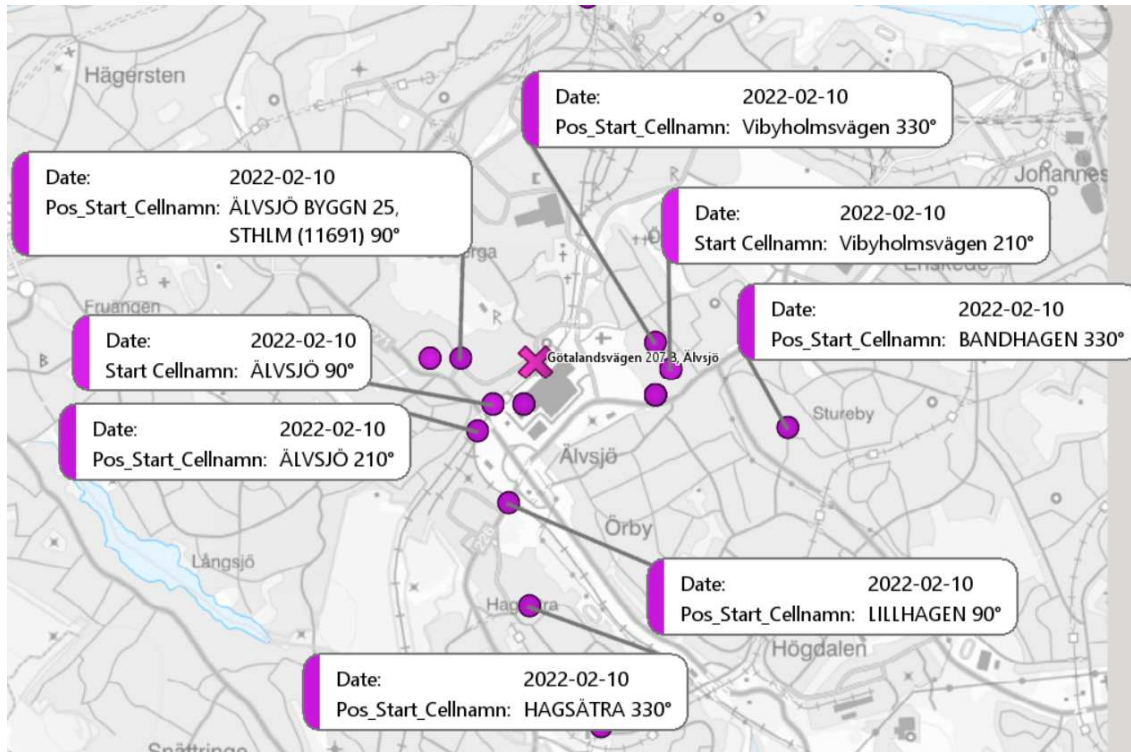 Hägersten
Date: 2022-02-10
Pos_Start_Cellnamn: Vibyholmsvägen 330°
Johannes
Date: 2022-02-10
Pos_Start_Cellnamn: ÄLVSJÖ BYGGN 25,
STHLM (11691) 90°
Date: 2022-02-10
Start Cellnamn: Vibyholmsvägen 210°
Enskede
Fruängen
Date: 2022-02-10
Pos_Start_Cellnamn: BANDHAGEN 330°
Date: 2022-02-10
Start Cellnamn: ÄLVSJÖ 90°
Götalandsvägen 207 B, Älvsjö
Stureby
Date: 2022-02-10
Pos_Start_Cellnamn: ÄLVSJÖ 210°
Älvsjö
Örby
Långsjö
Date: 2022-02-10
Pos_Start_Cellnamn: LILLHAGEN 90°
Högdalen
Date: 2022-02-10
Pos_Start_Cellnamn: HAGSÄTRA 330°